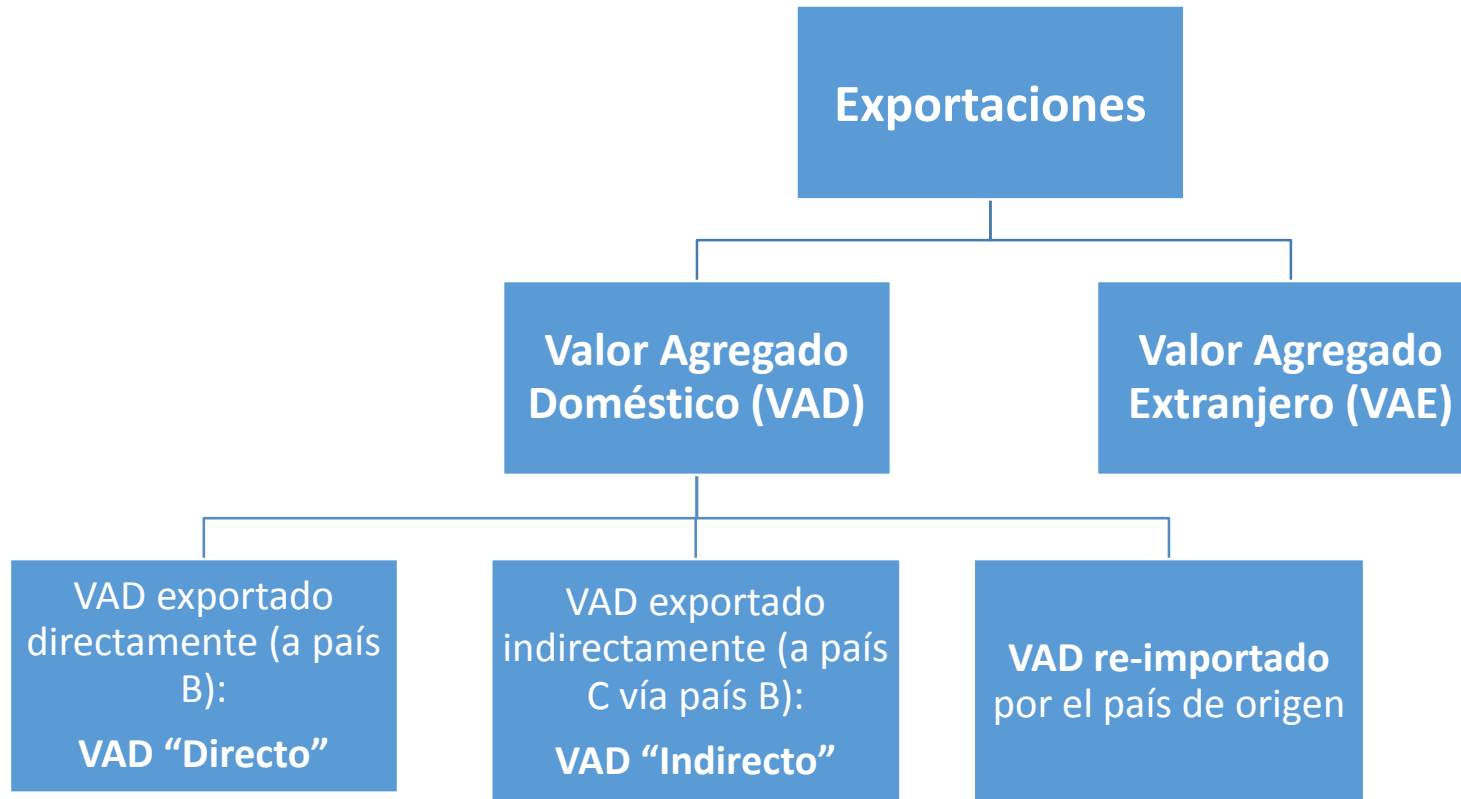 Exportaciones
Valor Agregado
Doméstico (VAD)
Valor Agregado
Extranjero (VAE)
VAD exportado
directamente (a país
B):
VAD “Directo”
VAD exportado
indirectamente (a país
C vía país B):
VAD “Indirecto”
VAD re-importado
por el país de origen